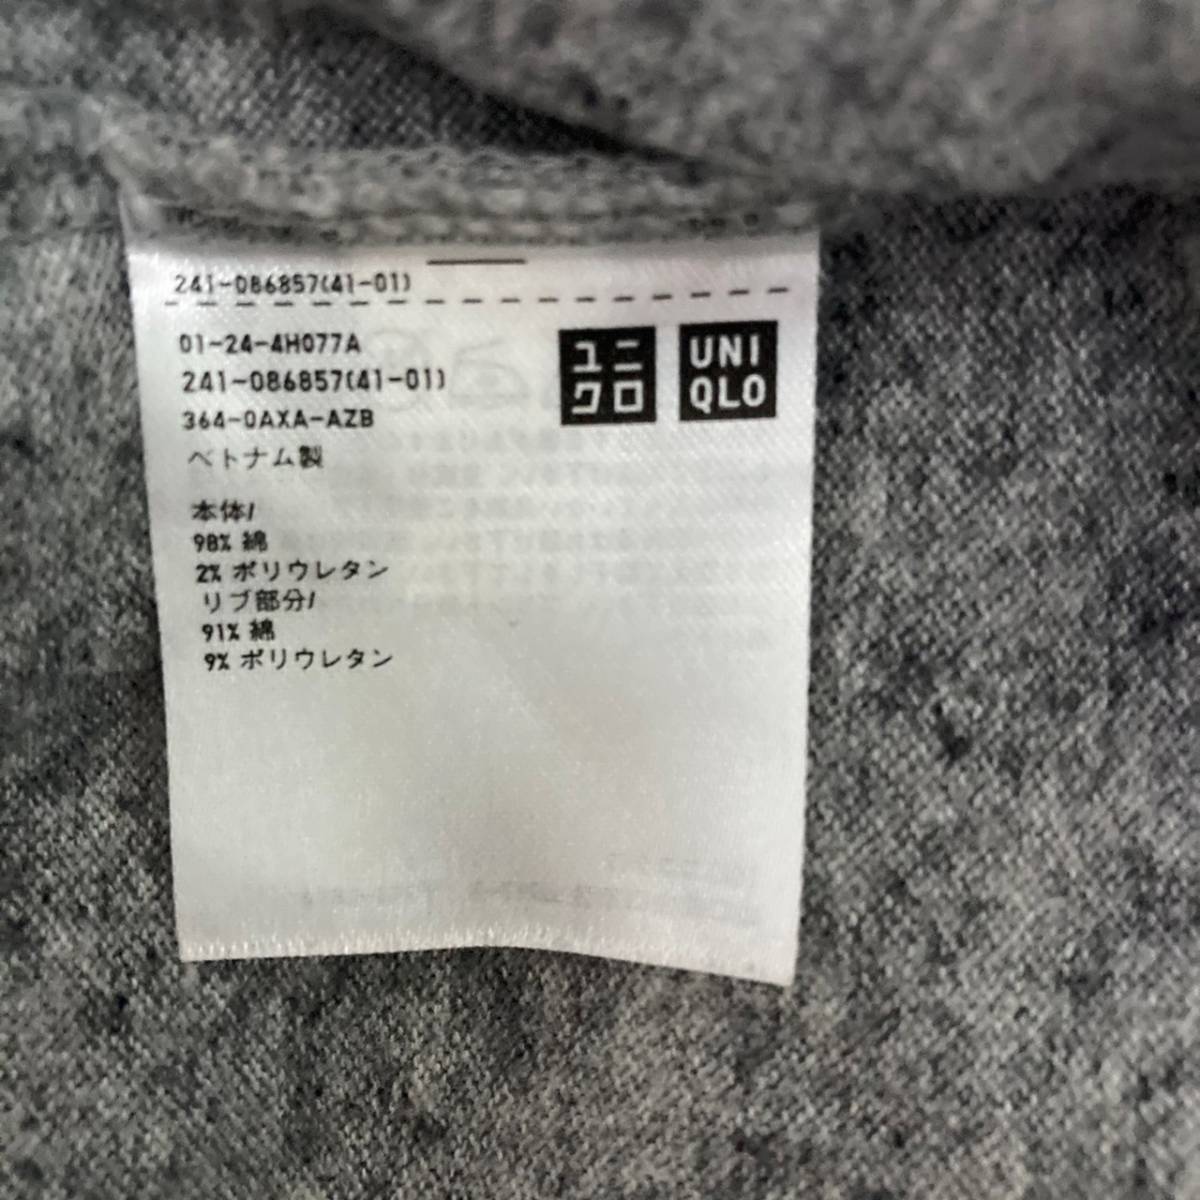 241-086857(41-01)
01-24-4H077A
241-086857(41-01)
364-0AXA-AZB
ベトナム製
ユニ
クロ
UNI
QLO
本体/
98% 綿
2% ポリウレタン
リブ部分/
91% 綿
9% ポリウレタン